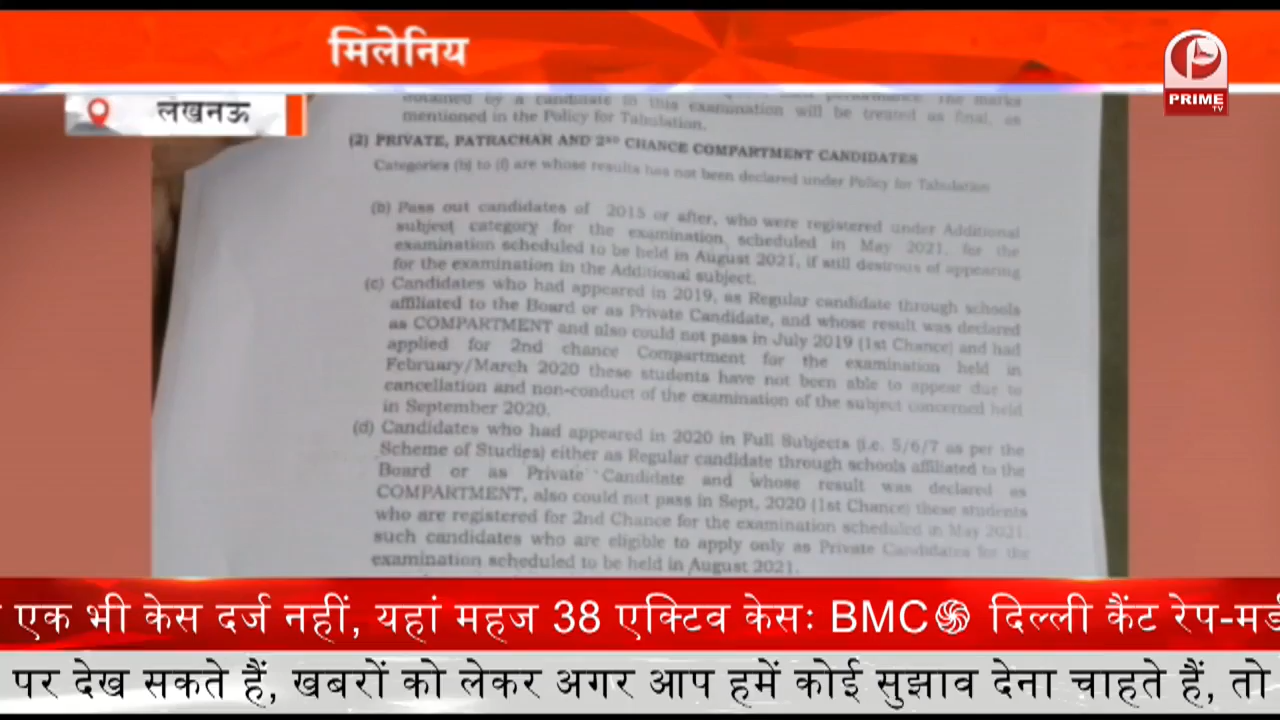 मिलेनिय
PRIME
TV
लखनऊ
obtained by a candidate in this examination will be treated as final, as
mentioned in the Policy for Tabulation.
(2) PRIVATE, PATRACHAR AND 2ND CHANCE COMPARTMENT CANDIDATES
Categories (b) to (f) are whose results has not been declared under Policy for Tabulation
(b) Pass out candidates of 2015 or after, who were registered under Additional
subject category for the examination scheduled in May 2021, for the
examination scheduled to be held in August 2021, if still desirous of appearing
for the examination in the Additional subject.
(c) Candidates who had appeared in 2019, as Regular candidate through schools
affiliated to the Board or as Private Candidate, and whose result was declared
as COMPARTMENT and also could not pass in July 2019 (1st Chance) and had
applied for 2nd chance Compartment for the examination held in
February/March 2020 these students have not been able to appear due to
cancellation and non-conduct of the examination of the subject concerned held
in September 2020.
(d) Candidates who had appeared in 2020 in Full Subjects (i.e. 5/6/7 as per the
Scheme of Studies) either as Regular candidate through schools affiliated to the
Board or as Private Candidate and whose result was declared as
COMPARTMENT, also could not pass in Sept, 2020 (1st Chance) these students
who are registered for 2nd Chance for the examination scheduled in May 2021,
such candidates who are eligible to apply only as Private Candidates for the
examination scheduled to be held in August 2021.
एक भी केस दर्ज नहीं, यहां महज 38 एक्टिव केसः BMC दिल्ली कैंट रेप-मर्ड
पर देख सकते हैं, खबरों को लेकर अगर आप हमें कोई सुझाव देना चाहते हैं, तो